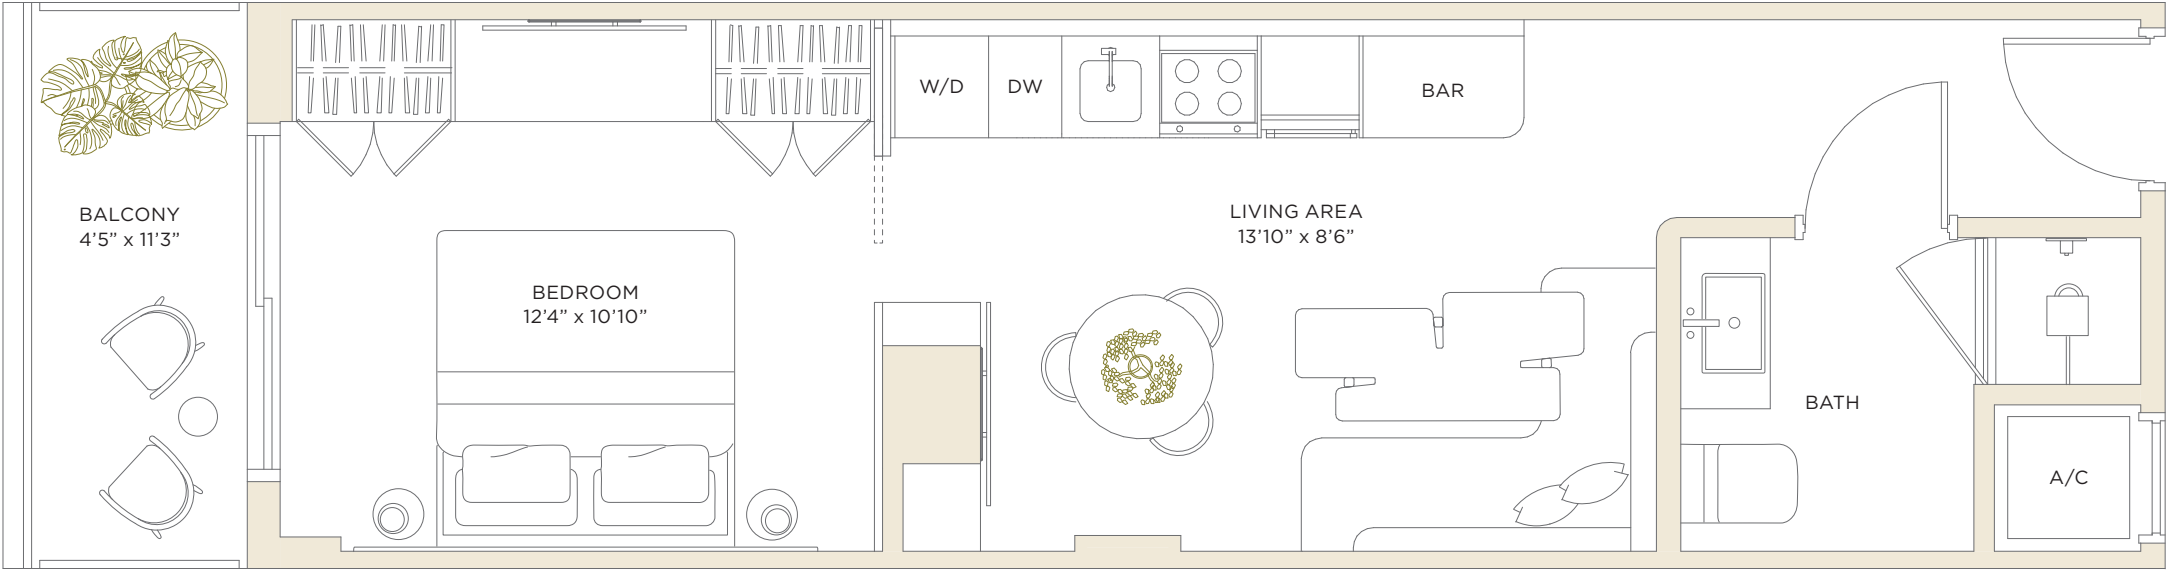 W/D
DW
BAR
BALCONY
4’5” x 11’3”
LIVING AREA
13’10” x 8’6”
BEDROOM
12’4” x 10’10”
BATH
A/C